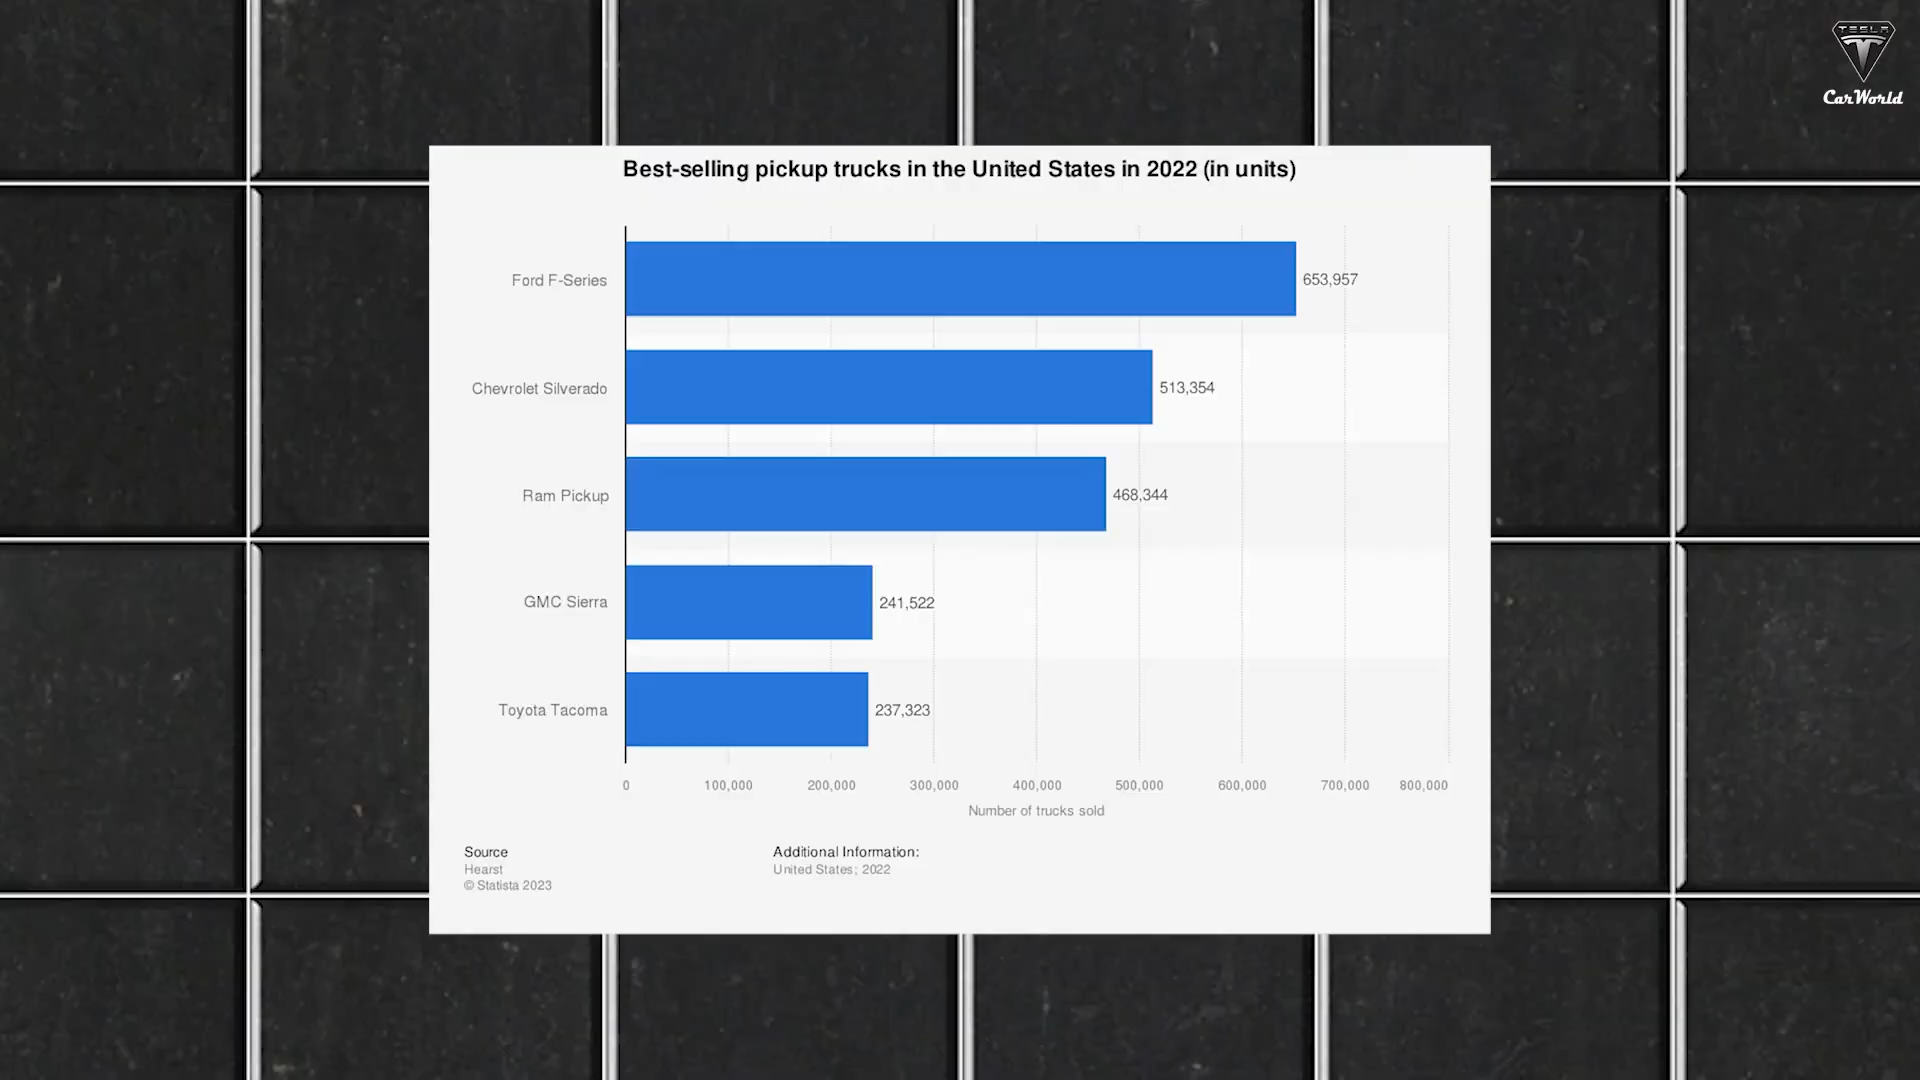 TESLA
CarWorld
Best-selling pickup trucks in the United States in 2022 (in units)
Ford F-Series
653,957
Chevrolet Silverado
513,354
Ram Pickup
468,344
GMC Sierra
241,522
Toyota Tacoma
237,323
0 100,000 200,000 300,000 400,000 500,000 600,000 700,000 800,000
Number of trucks sold
Source
Hearst
© Statista 2023
Additional Information:
United States; 2022